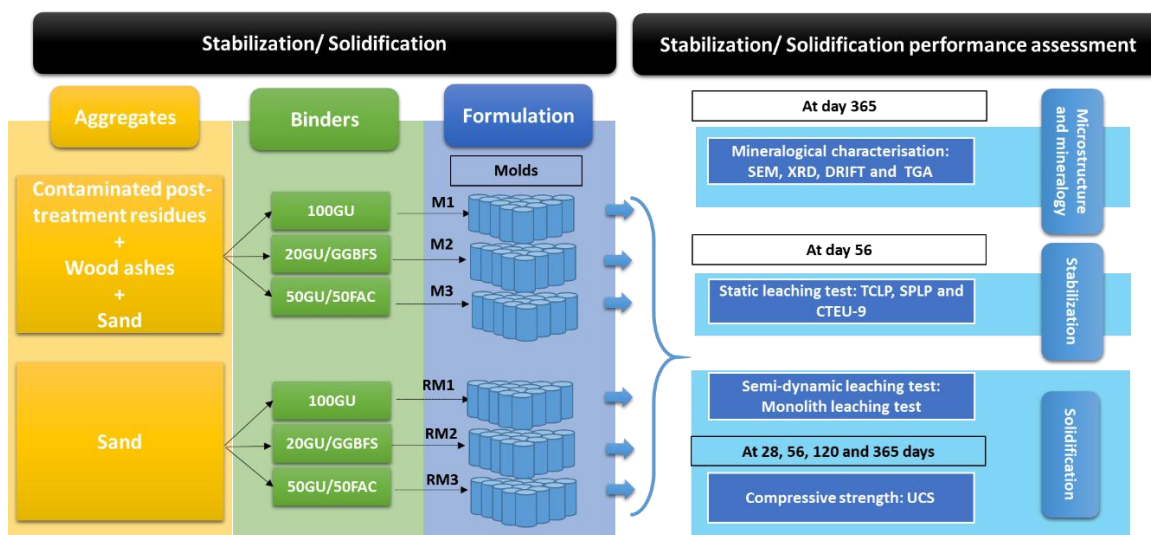 Stabilization/ Solidification
Aggregates
Binders
Formulation
Molds
Contaminated post-
treatment residues
+
Wood ashes
+
Sand
100GU
20GU/GGBFS
50GU/50FAC
M1
M2
M3
Sand
100GU
20GU/GGBFS
50GU/50FAC
RM1
RM2
RM3
Stabilization/ Solidification performance assessment
At day 365
Mineralogical characterisation:
SEM, XRD, DRIFT and TGA
Microstructure
and mineralogy
At day 56
Static leaching test: TCLP, SPLP and
CTEU-9
Stabilization
Semi-dynamic leaching test:
Monolith leaching test
At 28, 56, 120 and 365 days
Compressive strength: UCS
Solidification